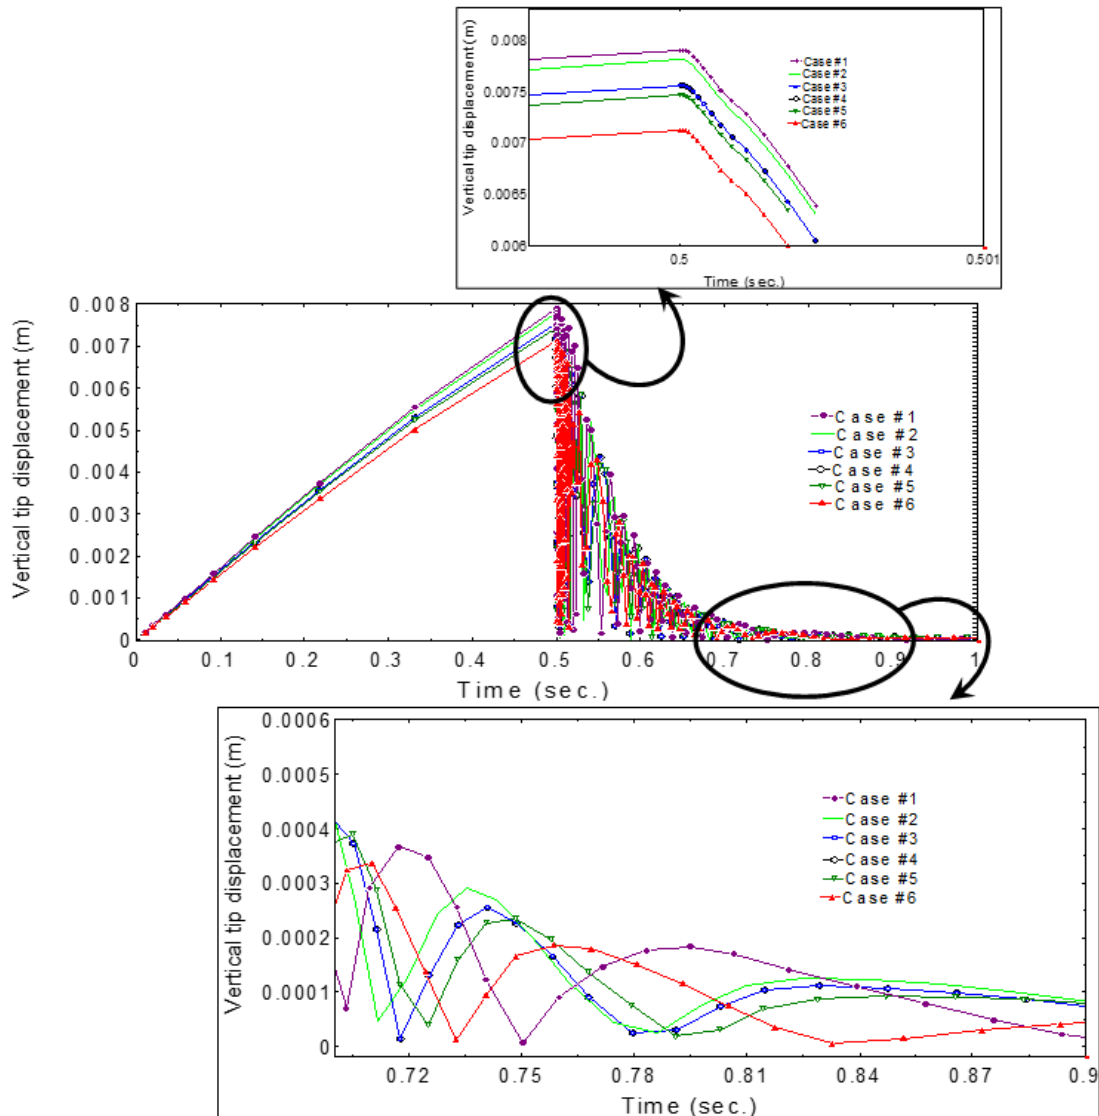 Vertical tip displacement (m)
0.008
0.0075
0.007
0.0065
0.006
Case #1
Case #2
Case #3
Case #4
Case #5
Case #6
0.5
0.501
Time (sec.)
Vertical tip displacement (m)
0.008
0.007
0.006
0.005
0.004
0.003
0.002
0.001
0
Case #1
Case #2
Case #3
Case #4
Case #5
Case #6
0 0.1 0.2 0.3 0.4 0.5 0.6 0.7 0.8 0.9 1
Time (sec.)
Vertical tip displacement (m)
0.0006
0.0005
0.0004
0.0003
0.0002
0.0001
0
Case #1
Case #2
Case #3
Case #4
Case #5
Case #6
0.72 0.75 0.78 0.81 0.84 0.87 0.9
Time (sec.)